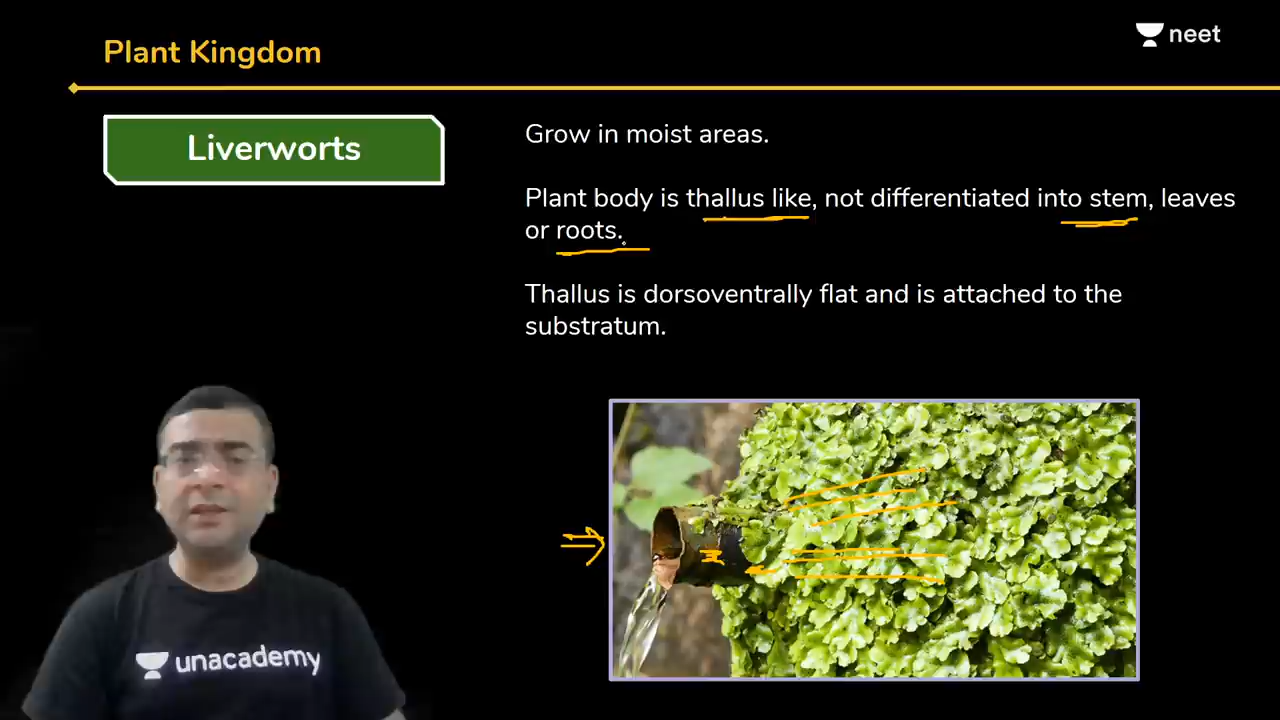 Plant Kingdom
neet
Liverworts
Grow in moist areas.
Plant body is thallus like, not differentiated into stem, leaves
or roots.
Thallus is dorsoventrally flat and is attached to the
substratum.
unacademy